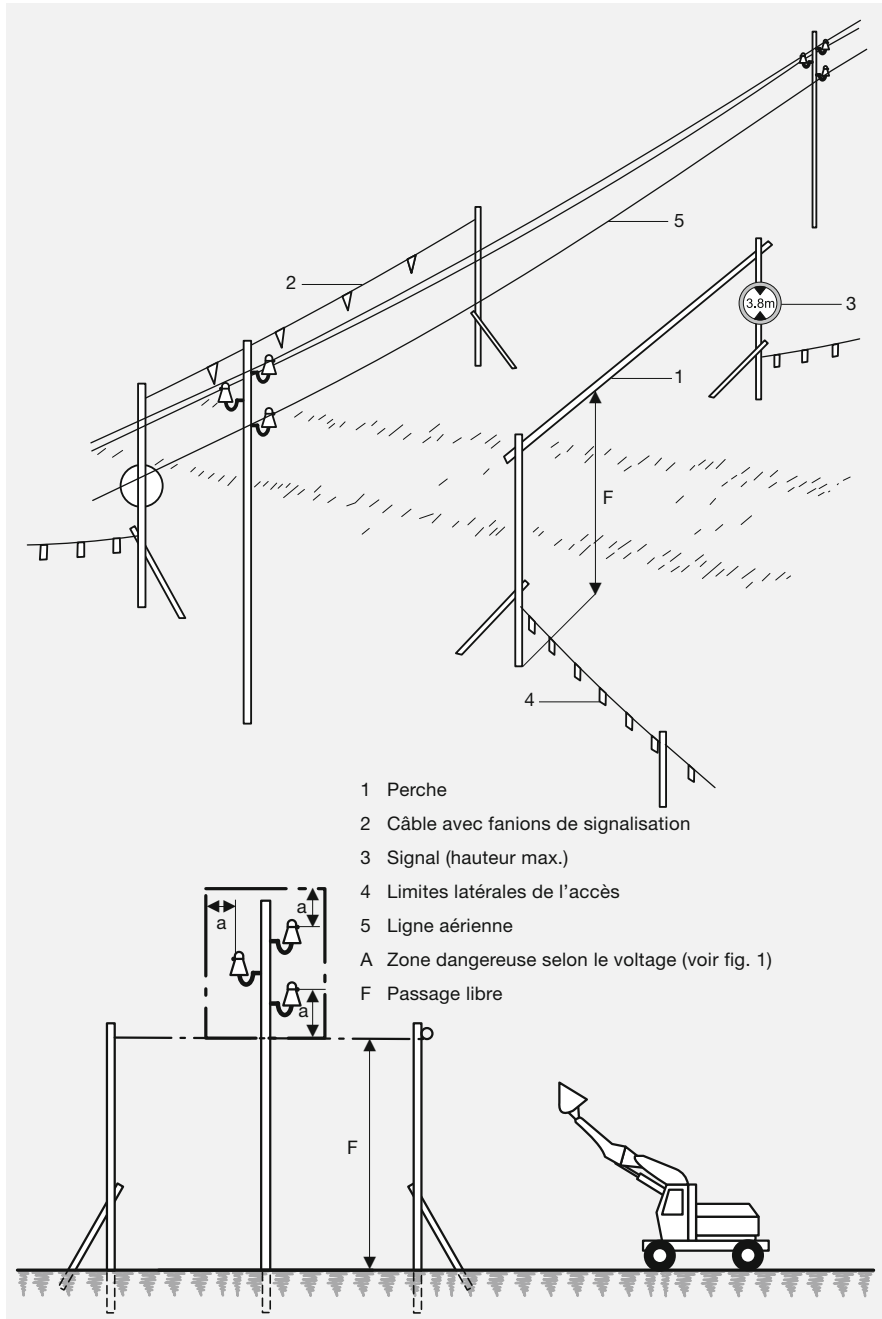 5
2
3.8m
3
1
F
4
1 Perche
2 Câble avec fanions de signalisation
3 Signal (hauteur max.)
4 Limites latérales de l'accès
5 Ligne aérienne
A Zone dangereuse selon le voltage (voir fig. 1)
F Passage libre
a
a
a
F